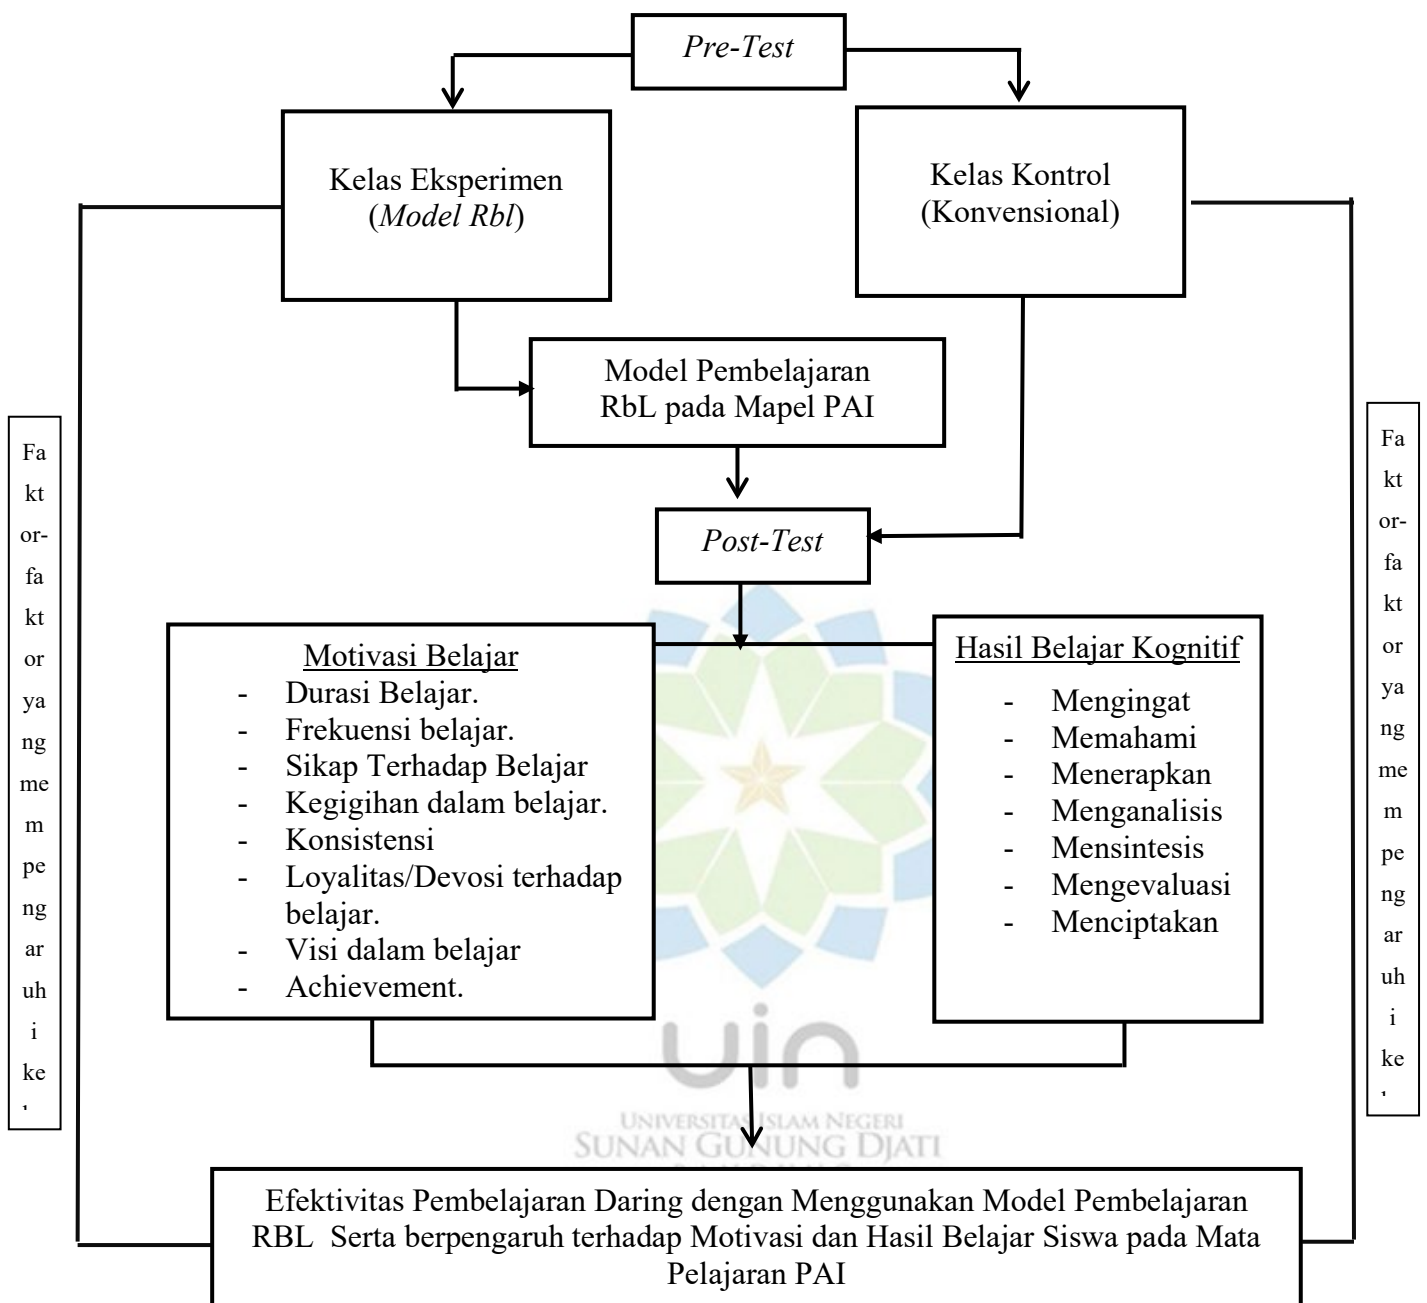 Pre-Test
Kelas Eksperimen
(Model Rbl)
Kelas Kontrol
(Konvensional)
Model Pembelajaran
RbL pada Mapel PAI
Post-Test
Fa
kt
or-
fa
kt
or
ya
ng
me
m
pe
ng
ar
uh
i
ke
Motivasi Belajar
- Durasi Belajar.
- Frekuensi belajar.
- Sikap Terhadap Belajar
- Kegigihan dalam belajar.
- Konsistensi
- Loyalitas/Devosi terhadap
belajar.
- Visi dalam belajar
- Achievement.
Hasil Belajar Kognitif
- Mengingat
- Memahami
- Menerapkan
- Menganalisis
- Mensintesis
- Mengevaluasi
- Menciptakan
Fa
kt
or-
fa
kt
or
ya
ng
me
m
pe
ng
ar
uh
i
ke
uin
UNIVERSITAS ISLAM NEGERI
SUNAN GUNUNG DJATI
Efektivitas Pembelajaran Daring dengan Menggunakan Model Pembelajaran
RBL Serta berpengaruh terhadap Motivasi dan Hasil Belajar Siswa pada Mata
Pelajaran PAI